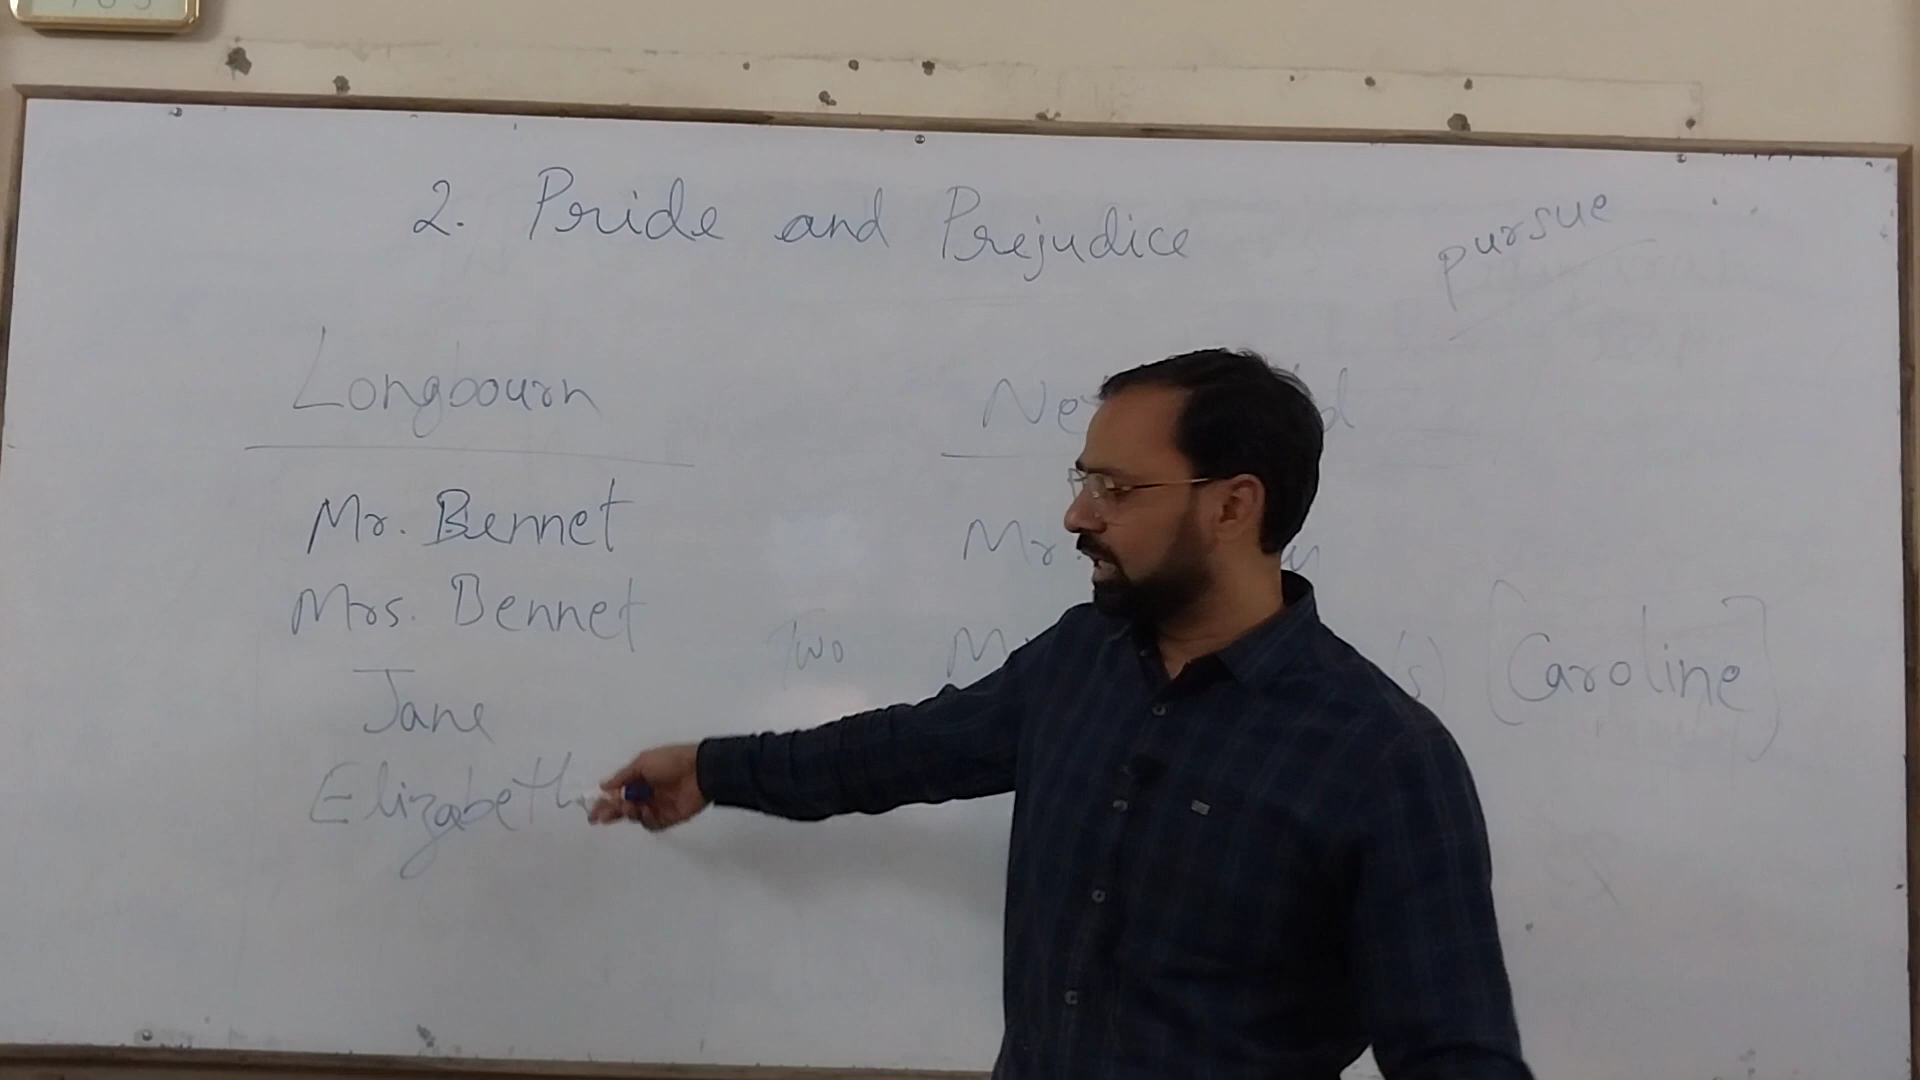 2. Pride and Prejudice
pursue
Longbourn
Mr. Bennet
Mrs. Bennet
Two (s) [Caroline]
Jane
Elizabeth